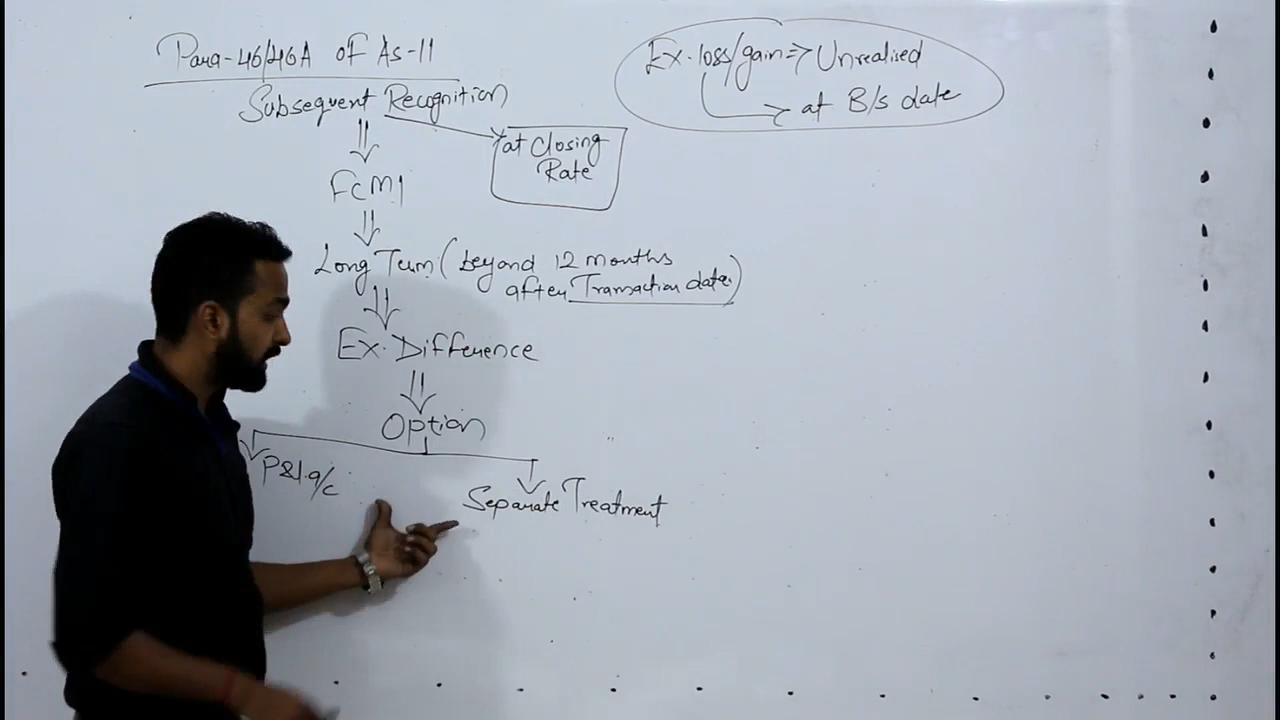 Para-46/46A of As-11
Subsequent Recognition
at Closing
Rate
FCMI
Long Term (beyond 12 months
after Transaction date.)
Ex. Difference
Option
P&l a/c
Separate Treatment
Ex. loss/gain => Unrealised
at B/s date